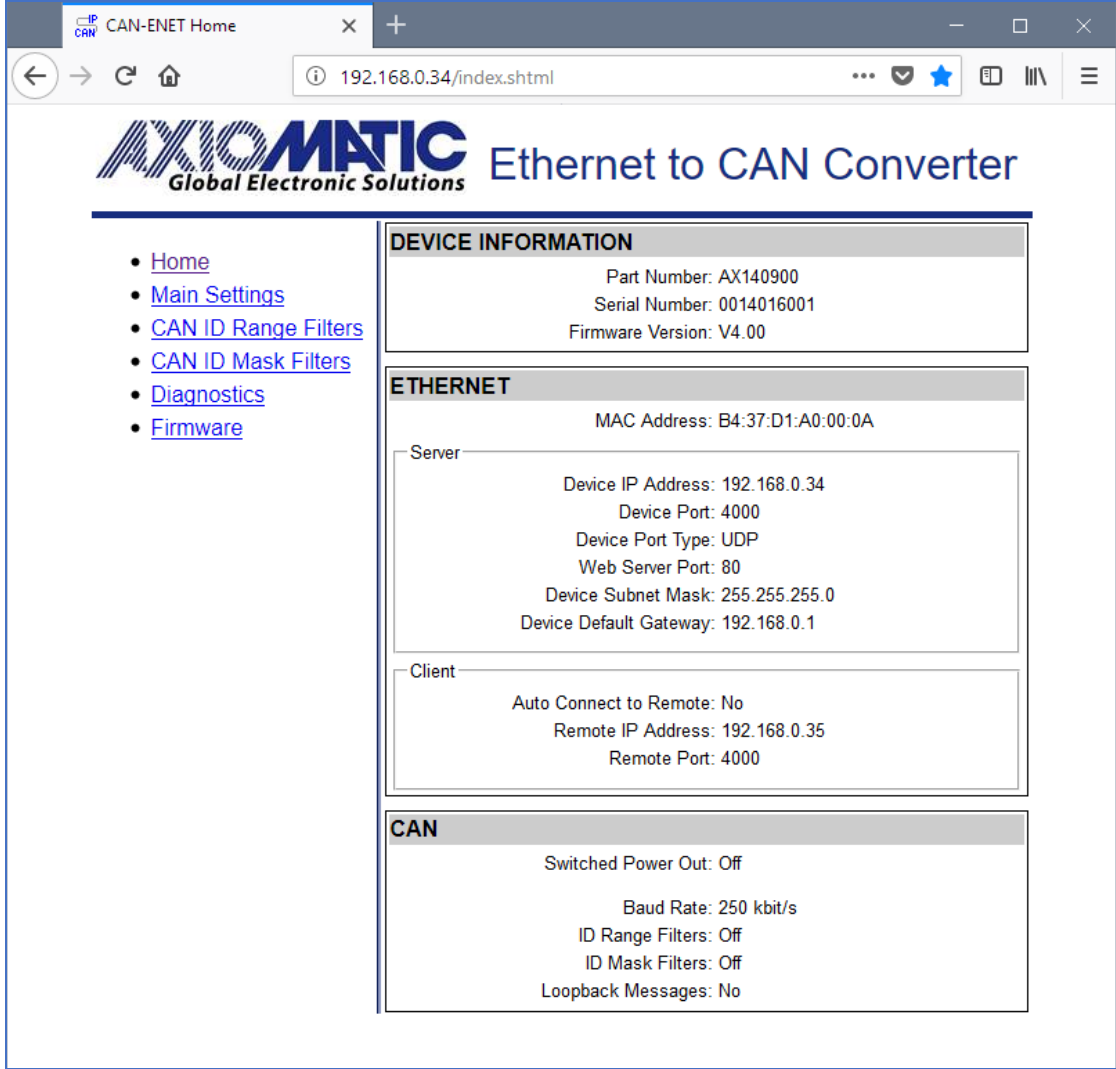 IP
CAN CAN-ENET Home
192.168.0.34/index.shtml
AXIOMATIC
Global Electronic Solutions
Ethernet to CAN Converter
Home
Main Settings
CAN ID Range Filters
CAN ID Mask Filters
Diagnostics
Firmware
DEVICE INFORMATION
Part Number: AX140900
Serial Number: 0014016001
Firmware Version: V4.00
ETHERNET
MAC Address: B4:37:D1:A0:00:0A
Server
Device IP Address: 192.168.0.34
Device Port: 4000
Device Port Type: UDP
Web Server Port: 80
Device Subnet Mask: 255.255.255.0
Device Default Gateway: 192.168.0.1
Client
Auto Connect to Remote: No
Remote IP Address: 192.168.0.35
Remote Port: 4000
CAN
Switched Power Out: Off
Baud Rate: 250 kbit/s
ID Range Filters: Off
ID Mask Filters: Off
Loopback Messages: No